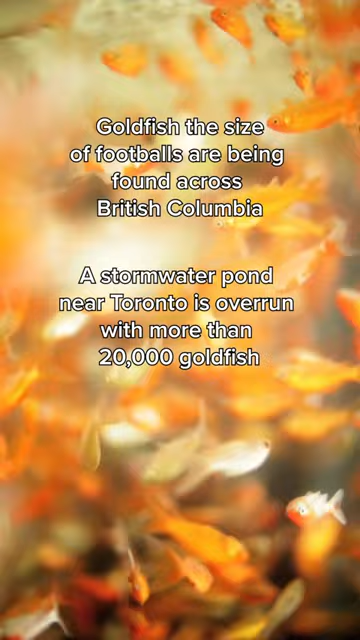 Goldfish the size
of footballs are being
found across
British Columbia
A stormwater pond
near Toronto is overrun
with more than
20,000 goldfish